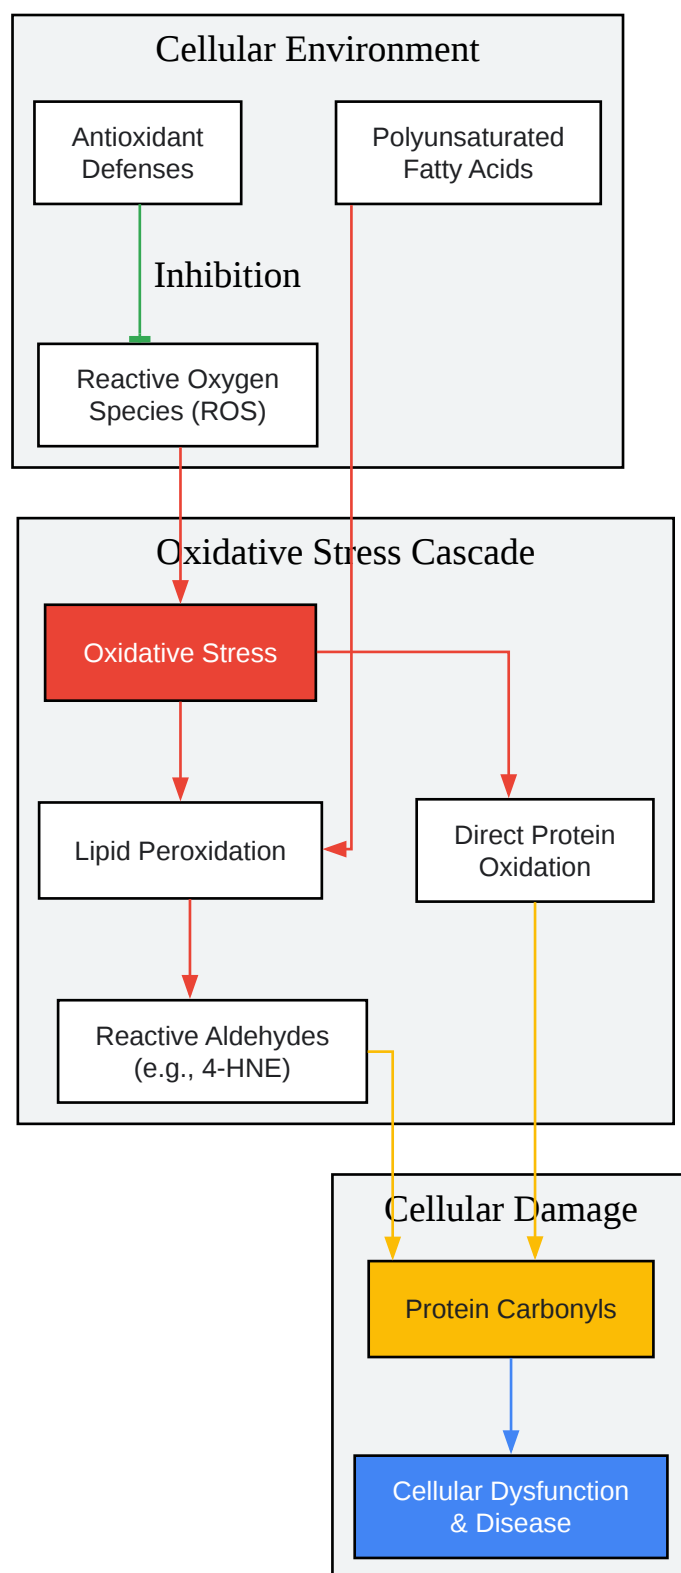 Cellular Environment
Antioxidant
Defenses
Polyunsaturated
Fatty Acids
Inhibition
Reactive Oxygen
Species (ROS)
Oxidative Stress Cascade
Oxidative Stress
Lipid Peroxidation
Direct Protein
Oxidation
Reactive Aldehydes
(e.g., 4-HNE)
Cellular Damage
Protein Carbonyls
Cellular Dysfunction
& Disease